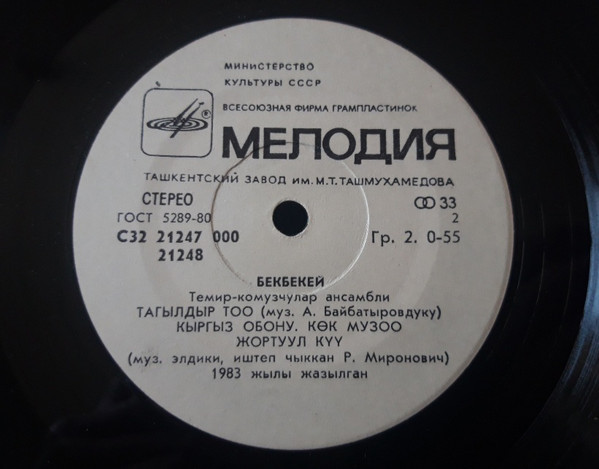 МИНИСТЕРСТВО
КУЛЬТУРЫ СССР
ВСЕСОЮЗНАЯ ФИРМА ГРАМПЛАСТИНОК
®
МЕЛОДИЯ
ТАШКЕНТСКИЙ ЗАВОД ИМ. М.Т.ТАШМУХАМЕДОВА
СТЕРЕО 33
ГОСТ 5289-80 2
С32 21247 000 Гр. 2. 0-55
21248
БЕКБЕКЕЙ
Темир-комузчулар ансамбли
ТАГЫЛДЫР ТОО (муз. А. Байбатыровдуку)
КЫРГЫЗ ОБОНУ. КӨК МУЗОО
ЖОРТУУЛ КҮҮ
(муз. элдики, иштеп чыккан Р. Миронович)
1983 жылы жазылган